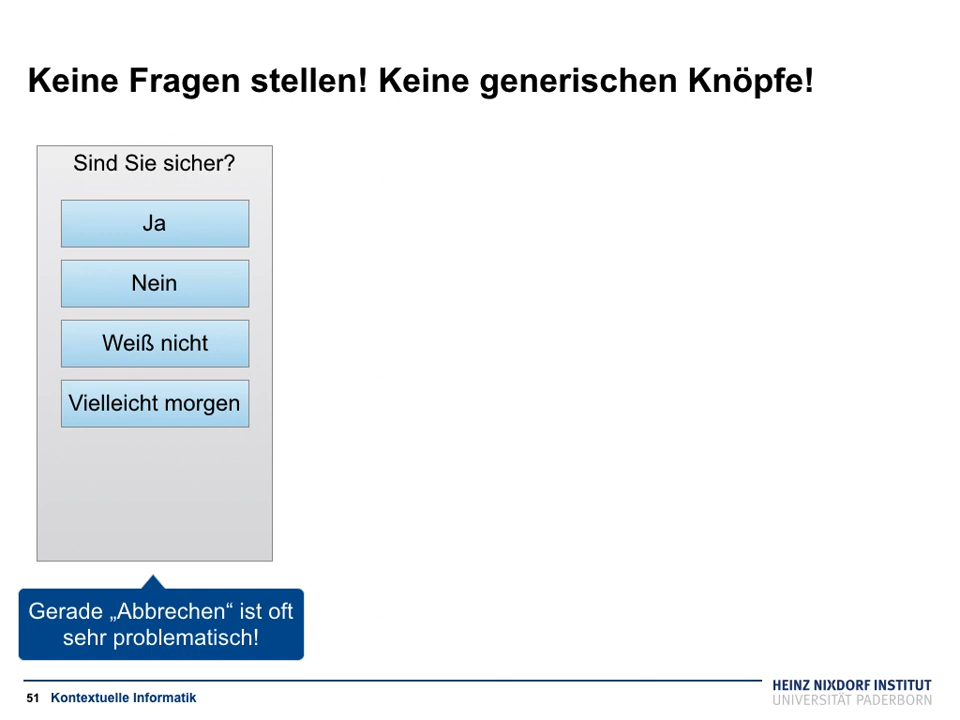 Keine Fragen stellen! Keine generischen Knöpfe!
Sind Sie sicher?
Ja
Nein
Weiß nicht
Vielleicht morgen
Gerade „Abbrechen“ ist oft
sehr problematisch!
51 Kontextuelle Informatik
HEINZ NIXDORF INSTITUT
UNIVERSITÄT PADERBORN